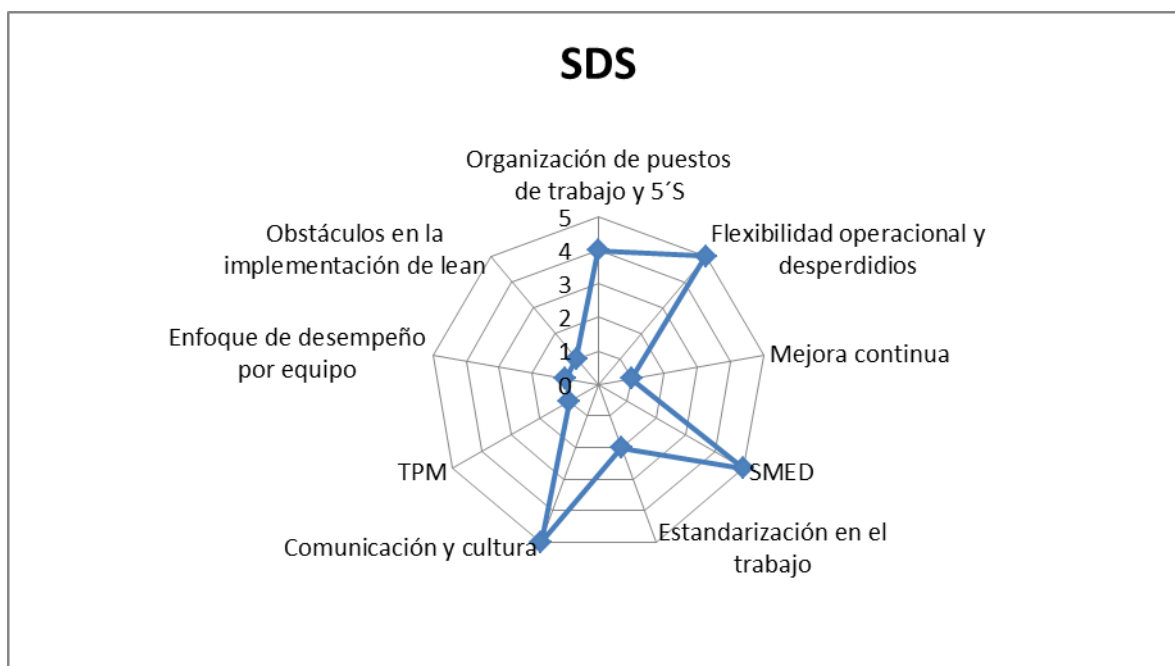 SDS
Organización de puestos
de trabajo y 5´S
Flexibilidad operacional y
desperdidios
Mejora continua
SMED
Estandarización en el
trabajo
Comunicación y cultura
TPM
Enfoque de desempeño
por equipo
Obstáculos en la
implementación de lean
5
4
3
2
1
0